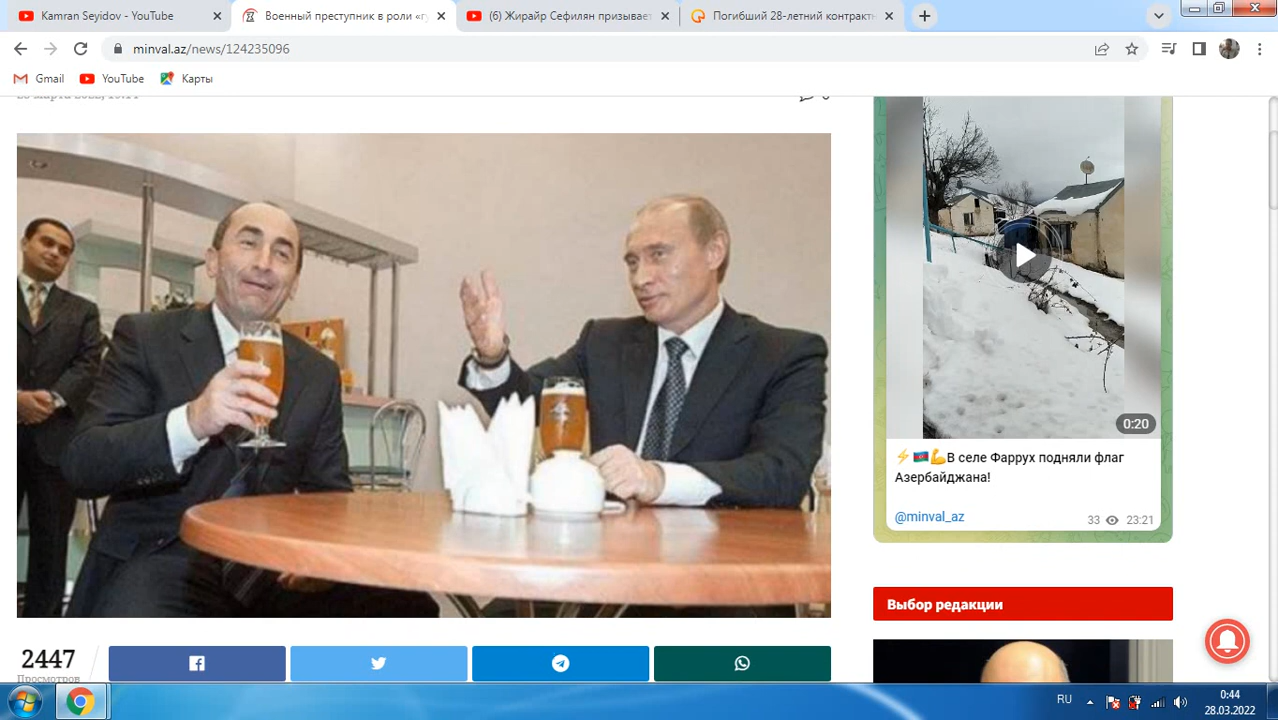 Kamran Seyidov - YouTube
Военный преступник в роли «г
(6) Жирайр Сефилян призывает
Погибший 28-летний контрактн
minval.az/news/124235096
Gmail
YouTube
Карты
0:20
⚡🇦🇿💪В селе Фаррух подняли флаг
Азербайджана!
@minval_az
33
23:21
Выбор редакции
2447
Просмотров
RU
0:44
28.03.2022